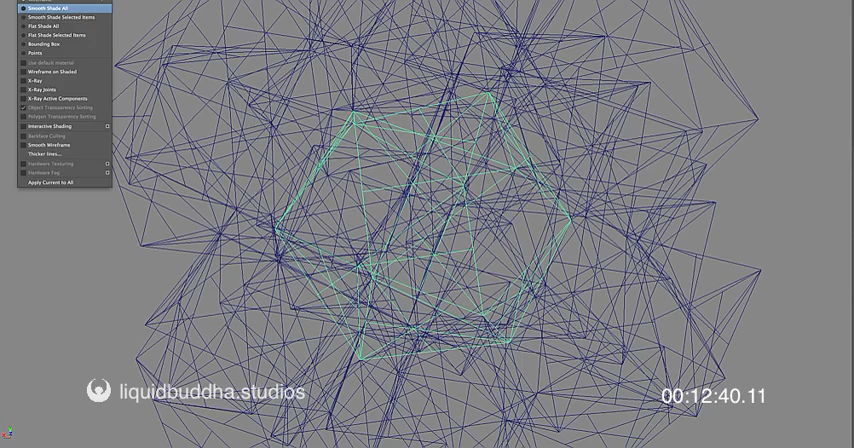 Smooth Shade All
Smooth Shade Selected Items
Flat Shade All
Flat Shade Selected Items
Bounding Box
Points
Use default material
Wireframe on Shaded
X-Ray
X-Ray Joints
X-Ray Active Components
Object Transparency Sorting
Polygon Transparency Sorting
Interactive Shading
Backface Culling
Smooth Wireframe
Thicker lines...
Hardware Texturing
Hardware Fog
Apply Current to All
liquidbuddha.studios
00:12:40.11